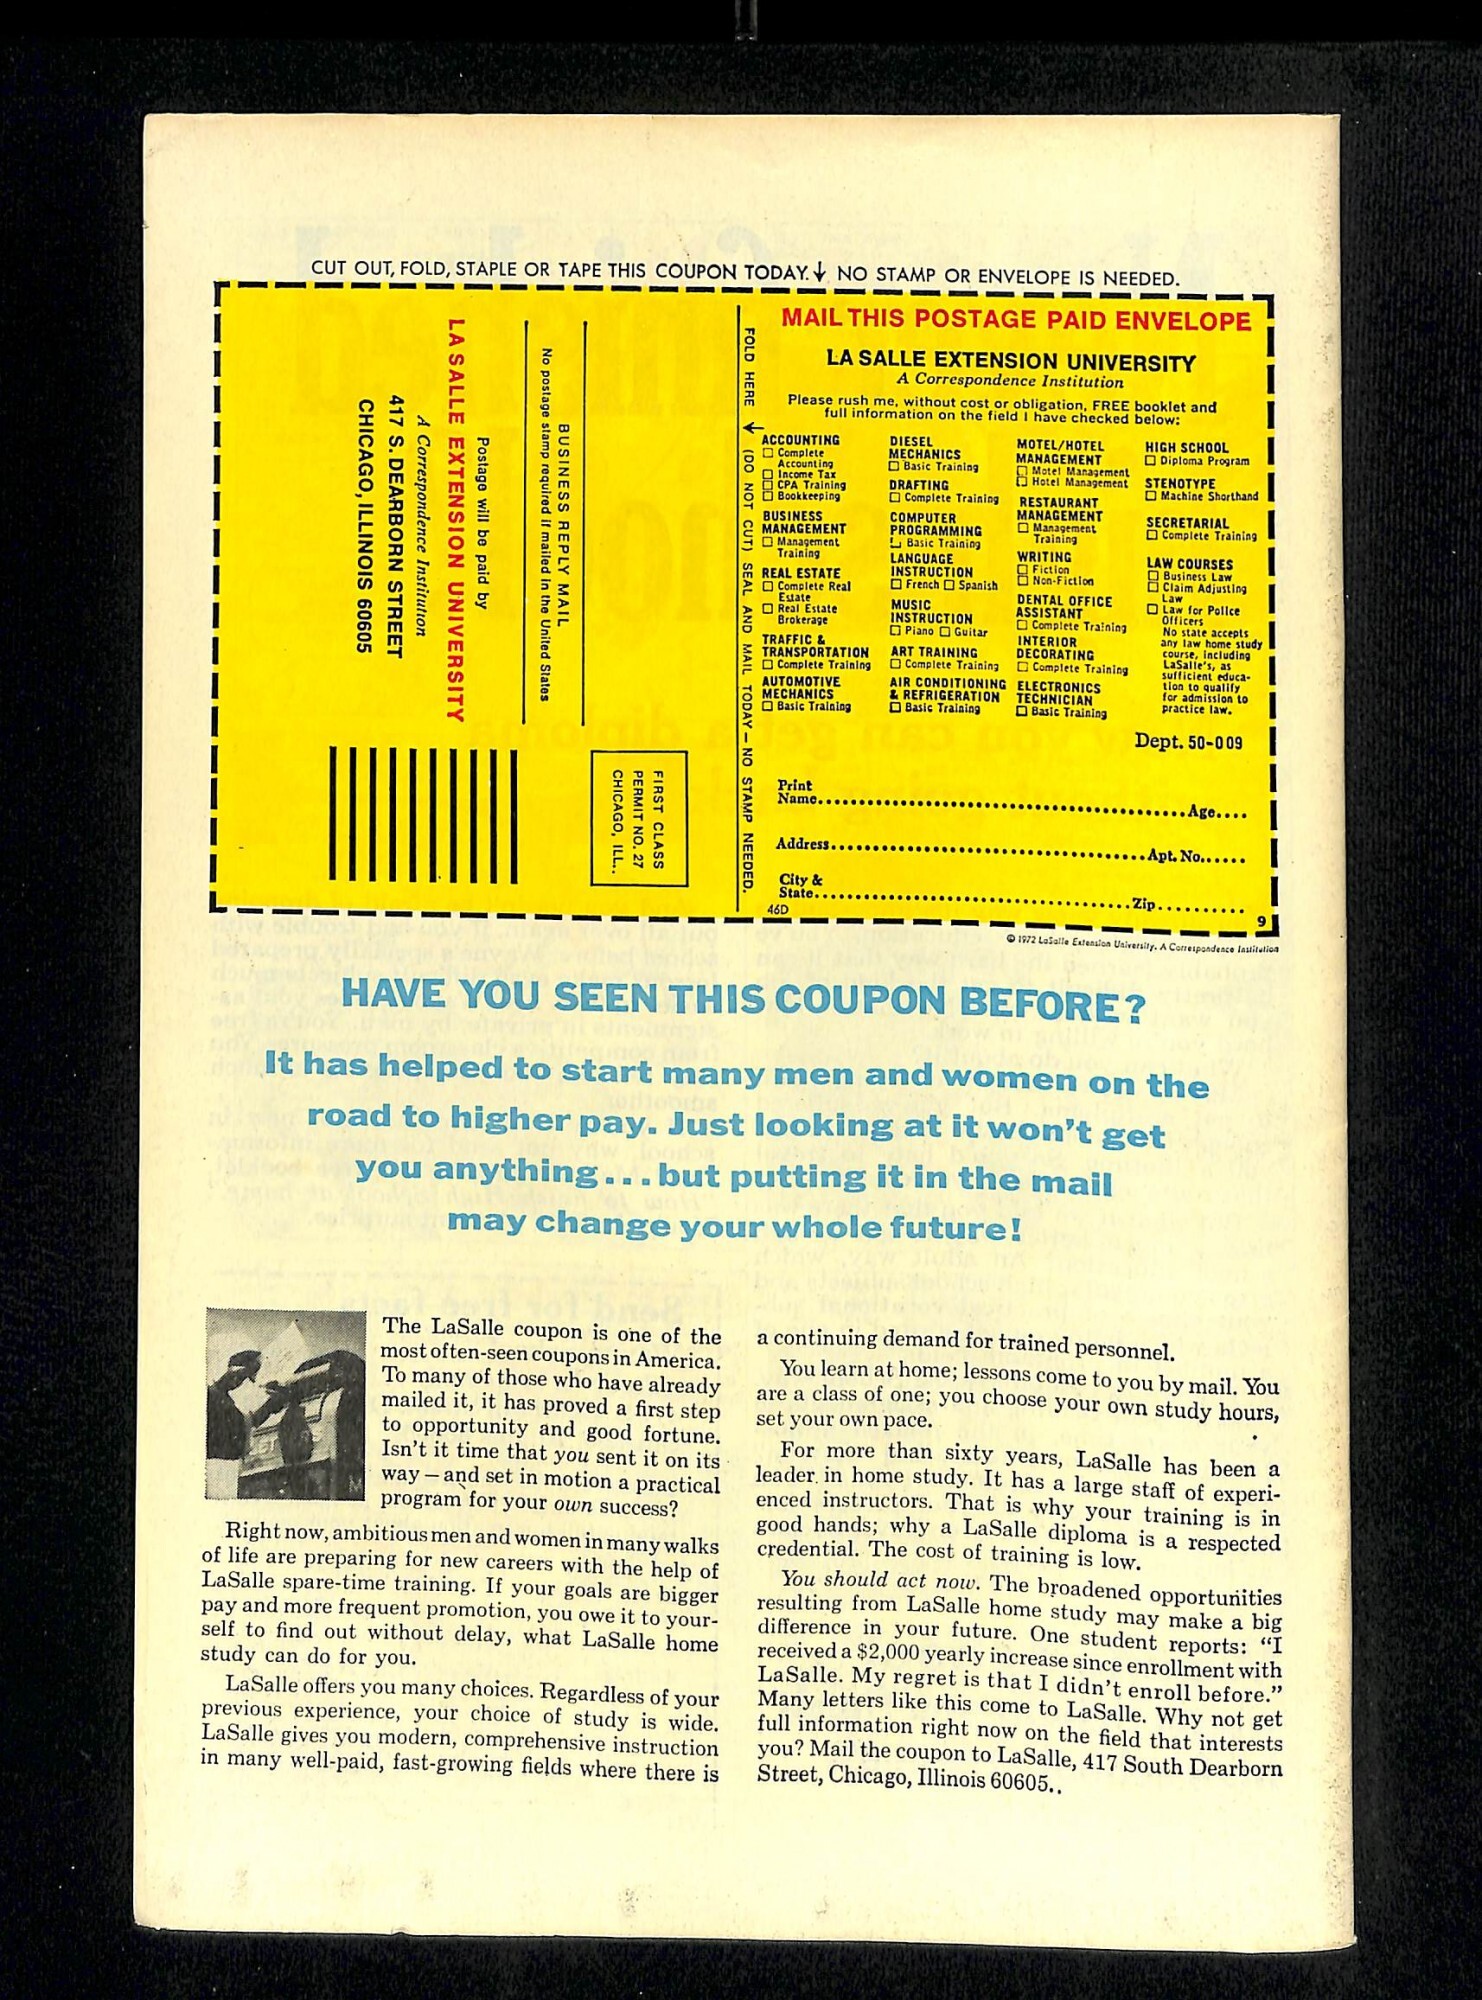 CUT OUT, FOLD, STAPLE OR TAPE THIS COUPON TODAY. ↓ NO STAMP OR ENVELOPE IS NEEDED.
FIRST CLASS
PERMIT NO. 27
CHICAGO, ILL..
BUSINESS REPLY MAIL
No postage stamp required if mailed in the United States
Postage will be paid by
LA SALLE EXTENSION UNIVERSITY
A Correspondence Institution
417 S. DEARBORN STREET
CHICAGO, ILLINOIS 60605
FOLD HERE ↓ (DO NOT CUT) SEAL AND MAIL TODAY — NO STAMP NEEDED.
MAIL THIS POSTAGE PAID ENVELOPE
LA SALLE EXTENSION UNIVERSITY
A Correspondence Institution
Please rush me, without cost or obligation, FREE booklet and
full information on the field I have checked below:
ACCOUNTING
☐ Complete
Accounting
☐ Income Tax
☐ CPA Training
☐ Bookkeeping
BUSINESS
MANAGEMENT
☐ Management
Training
REAL ESTATE
☐ Complete Real
Estate
☐ Real Estate
Brokerage
TRAFFIC &
TRANSPORTATION
☐ Complete Training
AUTOMOTIVE
MECHANICS
☐ Basic Training
DIESEL
MECHANICS
☐ Basic Training
DRAFTING
☐ Complete Training
COMPUTER
PROGRAMMING
☐ Basic Training
LANGUAGE
INSTRUCTION
☐ French ☐ Spanish
MUSIC
INSTRUCTION
☐ Piano ☐ Guitar
ART TRAINING
☐ Complete Training
AIR CONDITIONING
& REFRIGERATION
☐ Basic Training
MOTEL/HOTEL
MANAGEMENT
☐ Motel Management
☐ Hotel Management
RESTAURANT
MANAGEMENT
☐ Management
Training
WRITING
☐ Fiction
☐ Non-Fiction
DENTAL OFFICE
ASSISTANT
☐ Complete Training
INTERIOR
DECORATING
☐ Complete Training
ELECTRONICS
TECHNICIAN
☐ Basic Training
HIGH SCHOOL
☐ Diploma Program
STENOTYPE
☐ Machine Shorthand
SECRETARIAL
☐ Complete Training
LAW COURSES
☐ Business Law
☐ Claim Adjusting
Law
☐ Law for Police
Officers
No state accepts
any law home study
course, including
LaSalle's, as
sufficient educa-
tion to qualify
for admission to
practice law.
Dept. 50-009
Print
Name........................................Age....
Address........................................Apt. No......
City &
State........................................Zip..........
46D
9
© 1972 LaSalle Extension University. A Correspondence Institution
HAVE YOU SEEN THIS COUPON BEFORE?
It has helped to start many men and women on the
road to higher pay. Just looking at it won't get
you anything...but putting it in the mail
may change your whole future!
The LaSalle coupon is one of the
most often-seen coupons in America.
To many of those who have already
mailed it, it has proved a first step
to opportunity and good fortune.
Isn't it time that you sent it on its
way — and set in motion a practical
program for your own success?
Right now, ambitious men and women in many walks
of life are preparing for new careers with the help of
LaSalle spare-time training. If your goals are bigger
pay and more frequent promotion, you owe it to your-
self to find out without delay, what LaSalle home
study can do for you.
LaSalle offers you many choices. Regardless of your
previous experience, your choice of study is wide.
LaSalle gives you modern, comprehensive instruction
in many well-paid, fast-growing fields where there is
a continuing demand for trained personnel.
You learn at home; lessons come to you by mail. You
are a class of one; you choose your own study hours,
set your own pace.
For more than sixty years, LaSalle has been a
leader in home study. It has a large staff of experi-
enced instructors. That is why your training is in
good hands; why a LaSalle diploma is a respected
credential. The cost of training is low.
You should act now. The broadened opportunities
resulting from LaSalle home study may make a big
difference in your future. One student reports: "I
received a $2,000 yearly increase since enrollment with
LaSalle. My regret is that I didn't enroll before."
Many letters like this come to LaSalle. Why not get
full information right now on the field that interests
you? Mail the coupon to LaSalle, 417 South Dearborn
Street, Chicago, Illinois 60605..